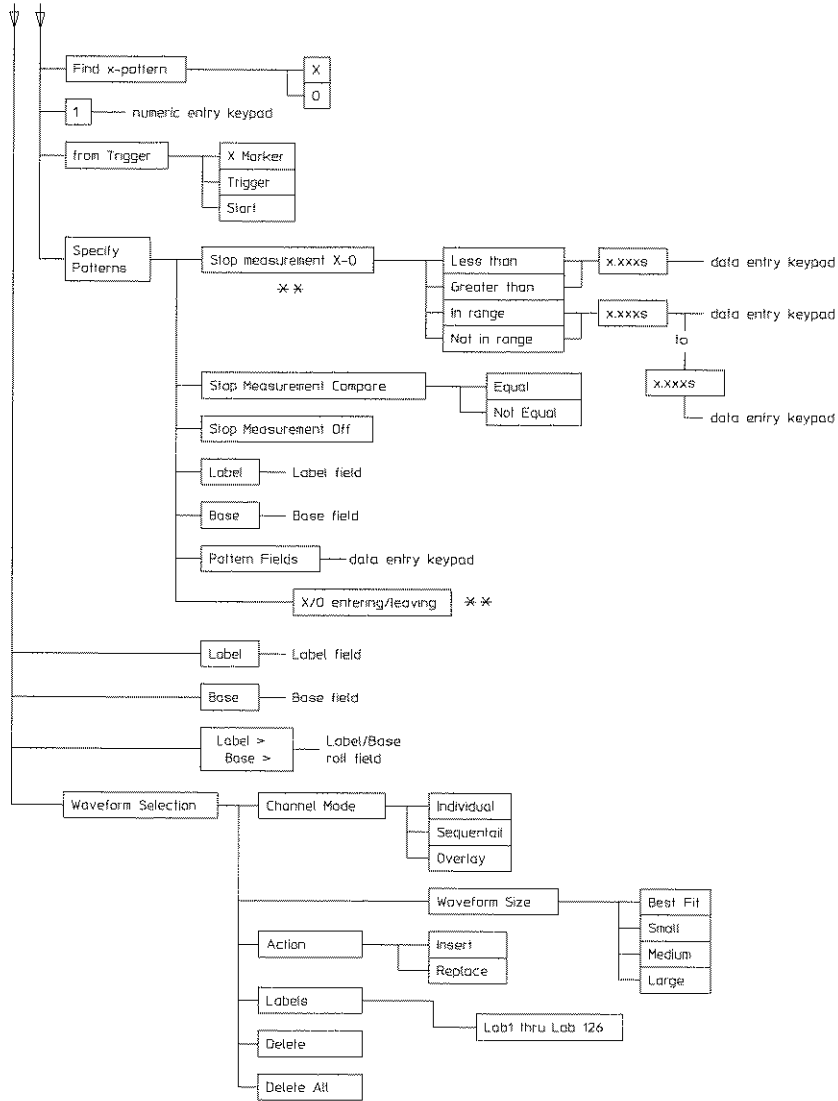 Find x-pattern
X
O
1
numeric entry keypad
from Trigger
X Marker
Trigger
Start
Specify
Patterns
Stop measurement X-O
**
Less than
Greater than
In range
Not in range
x.xxxs
data entry keypad
x.xxxs
data entry keypad
to
x.xxxs
data entry keypad
Stop Measurement Compare
Equal
Not Equal
Stop Measurement Off
Label
Label field
Base
Base field
Pattern Fields
data entry keypad
X/O entering/leaving
**
Label
Label field
Base
Base field
Label >
Base >
Label/Base
roll field
Waveform Selection
Channel Mode
Individual
Sequentail
Overlay
Waveform Size
Best Fit
Small
Medium
Large
Action
Insert
Replace
Labels
Lab1 thru Lab 126
Delete
Delete All